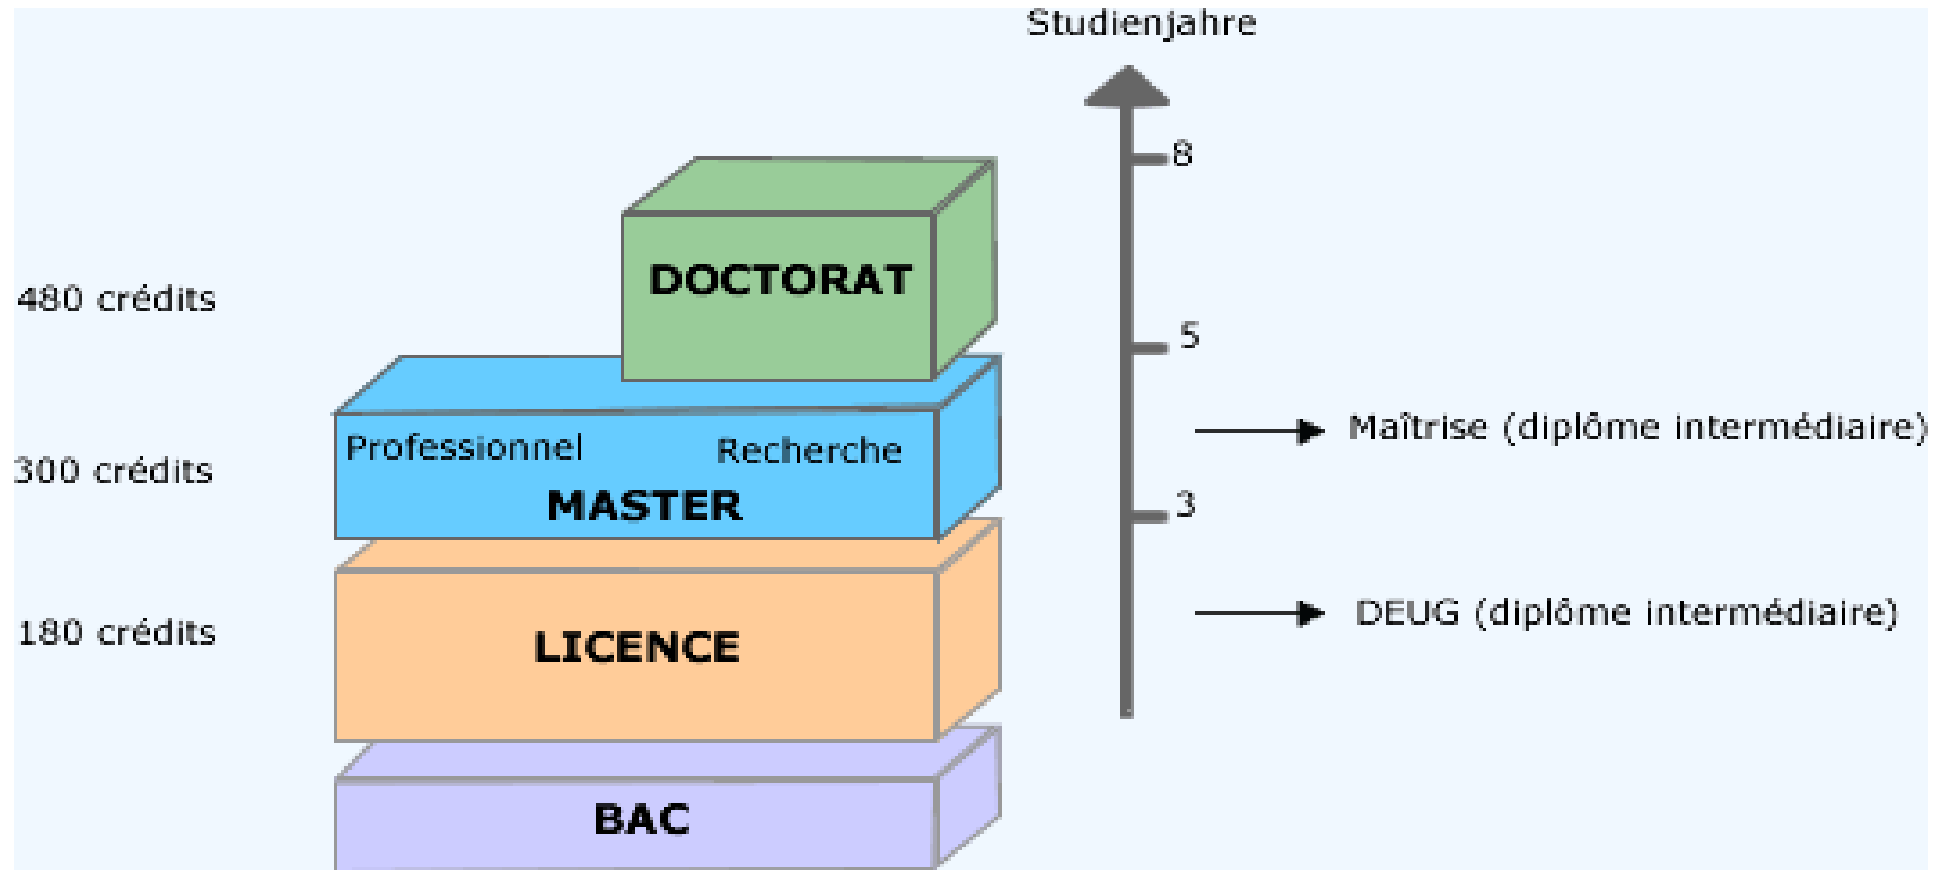 Studienjahre
8
DOCTORAT
480 crédits
5
Maîtrise (diplôme intermédiaire)
Professionnel Recherche
300 crédits
MASTER
3
DEUG (diplôme intermédiaire)
180 crédits
LICENCE
BAC